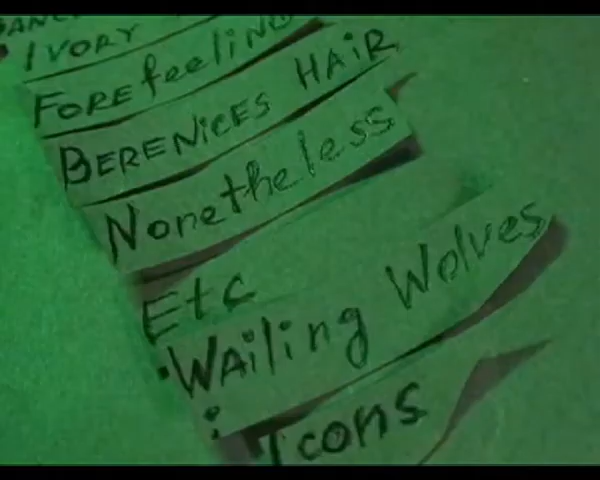 IVORY
FOREfeeliNG
BERENiCES HAiR
Nonetheless
Etc
Wailing Wolves
Icons